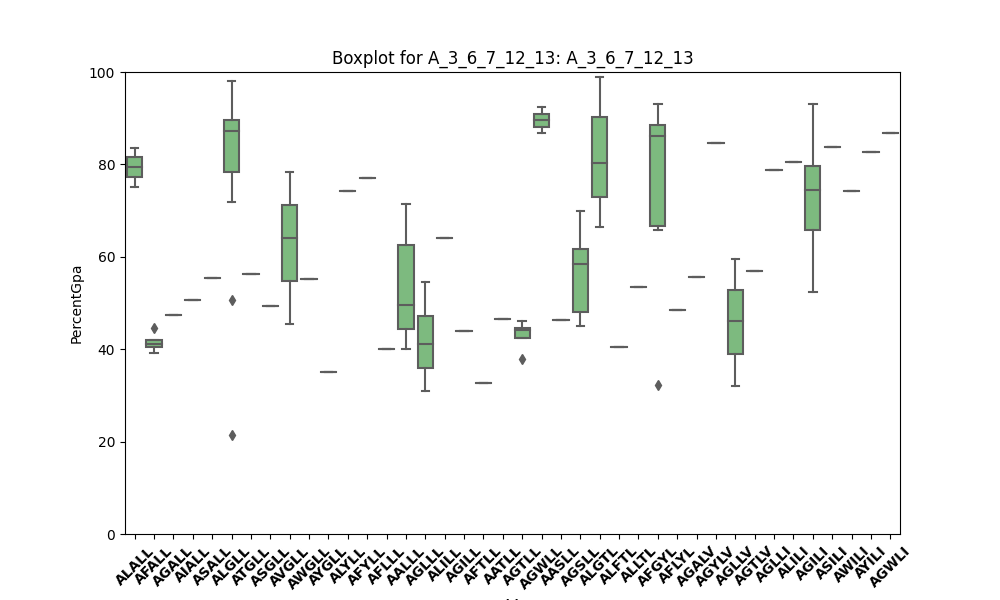 Boxplot for A_3_6_7_12_13: A_3_6_7_12_13
PercentGpa
100
80
60
40
20
0
ALALL
AFALL
AGALL
AIALL
ASALL
ALGLL
ATGLL
ASGLL
AVGLL
AWGLL
AYGLL
ALYLL
AFYLL
AFLLL
AALLL
AGLLL
ALILL
AGILL
AFTLL
AATLL
AGTLL
AGWLL
AASLL
AGSLL
ALGTL
ALFTL
ALLTL
AFGYL
AFLYL
AGALV
AGYLV
AGLLV
AGTLV
AGLLI
ALILI
AGILI
ASILI
AWILI
AYILI
AGWLI